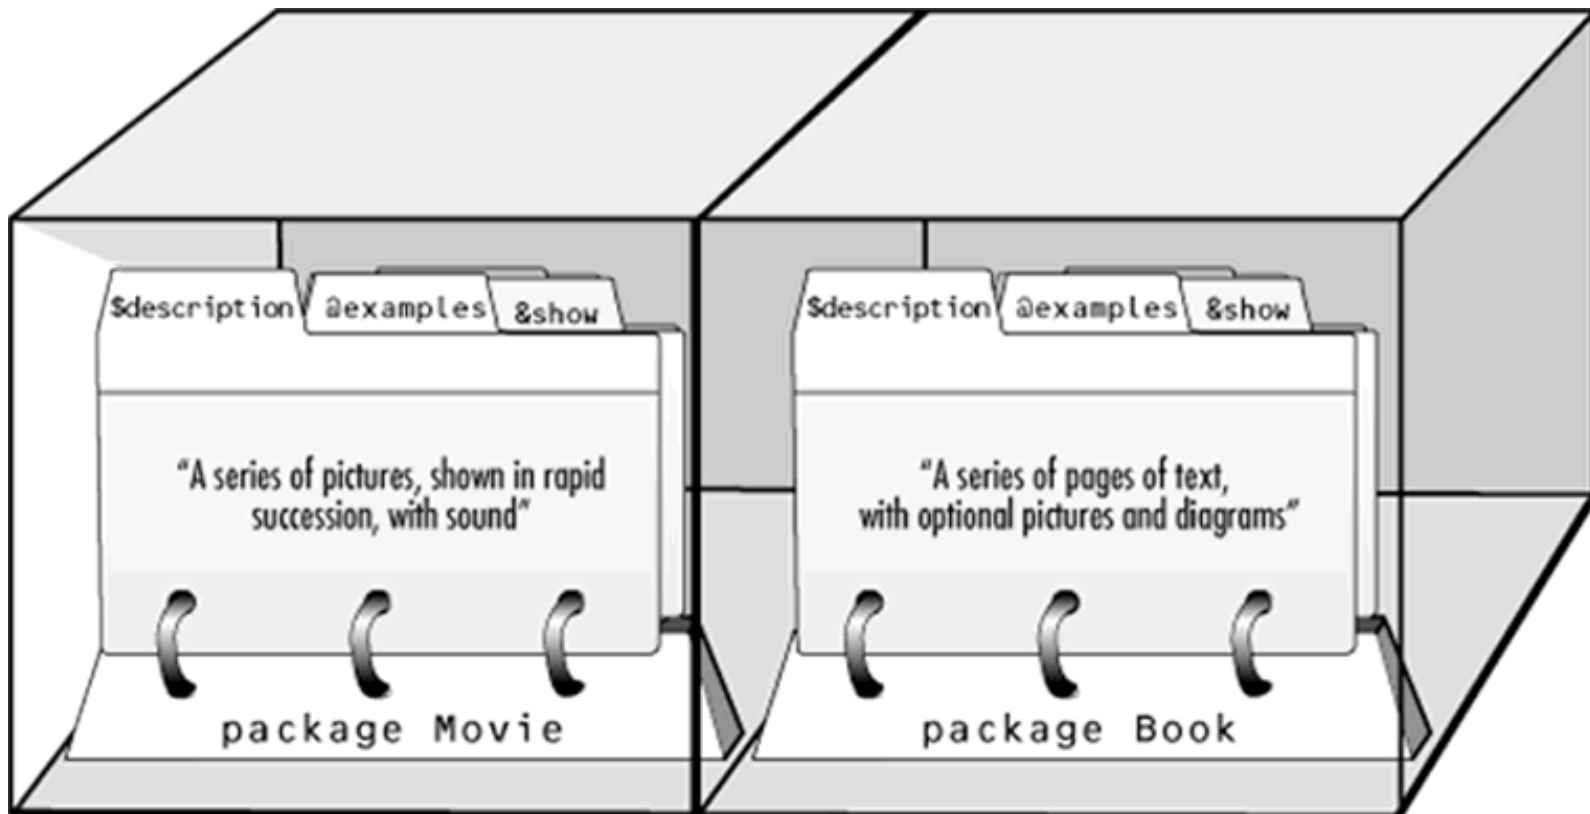 $description @examples &show
“A series of pictures, shown in rapid
succession, with sound”
package Movie
$description @examples &show
“A series of pages of text,
with optional pictures and diagrams”
package Book